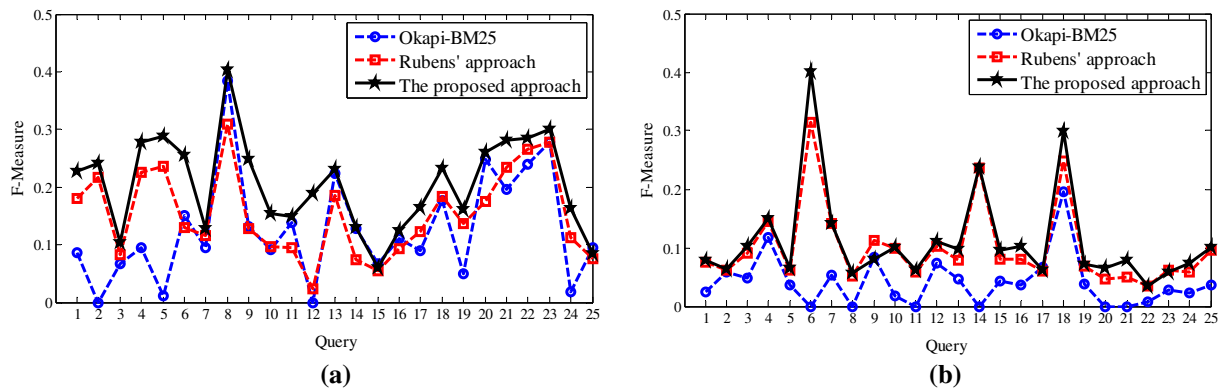 0.5
0.4
0.3
0.2
0.1
0
F-Measure
Okapi-BM25
Rubens' approach
The proposed approach
1 2 3 4 5 6 7 8 9 10 11 12 13 14 15 16 17 18 19 20 21 22 23 24 25
Query
(a)
0.5
0.4
0.3
0.2
0.1
0
F-Measure
Okapi-BM25
Rubens' approach
The proposed approach
1 2 3 4 5 6 7 8 9 10 11 12 13 14 15 16 17 18 19 20 21 22 23 24 25
Query
(b)